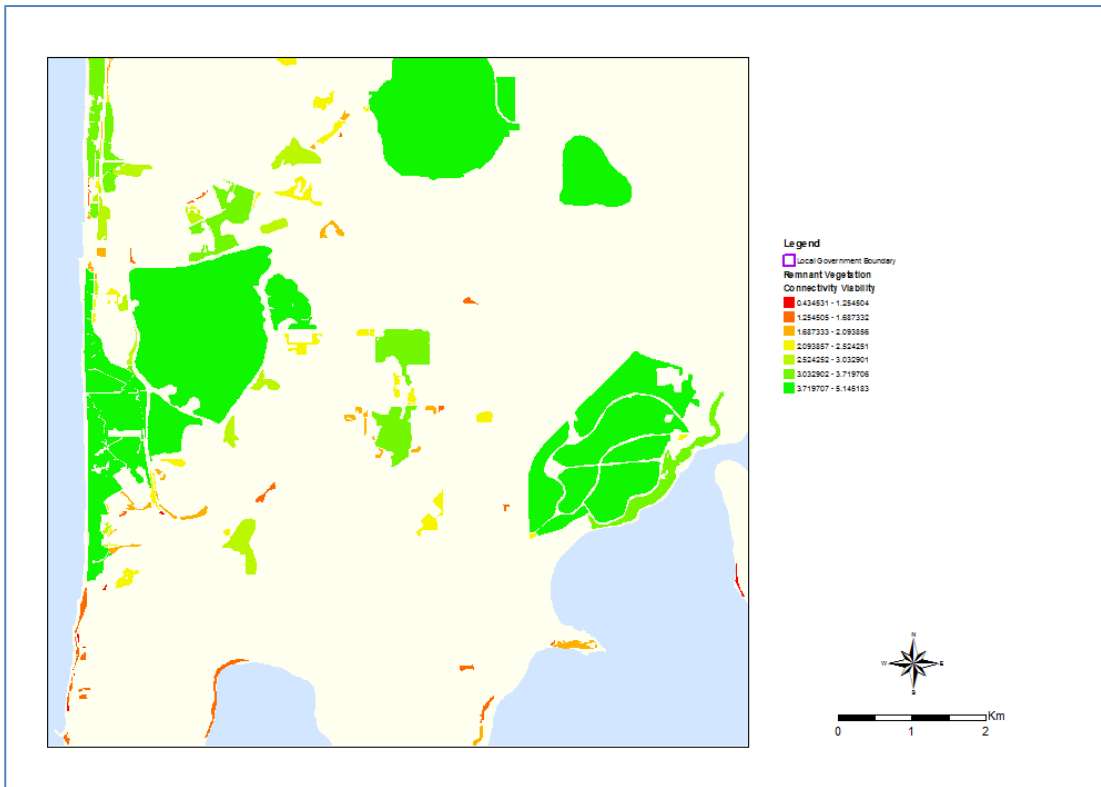 Legend
Local Government Boundary
Remnant Vegetation
Connectivity Viability
0.434531 - 1.254504
1.254505 - 1.687332
1.687333 - 2.093856
2.093857 - 2.524251
2.524252 - 3.032901
3.032902 - 3.719706
3.719707 - 5.145183
N
W E
S
Km
0 1 2